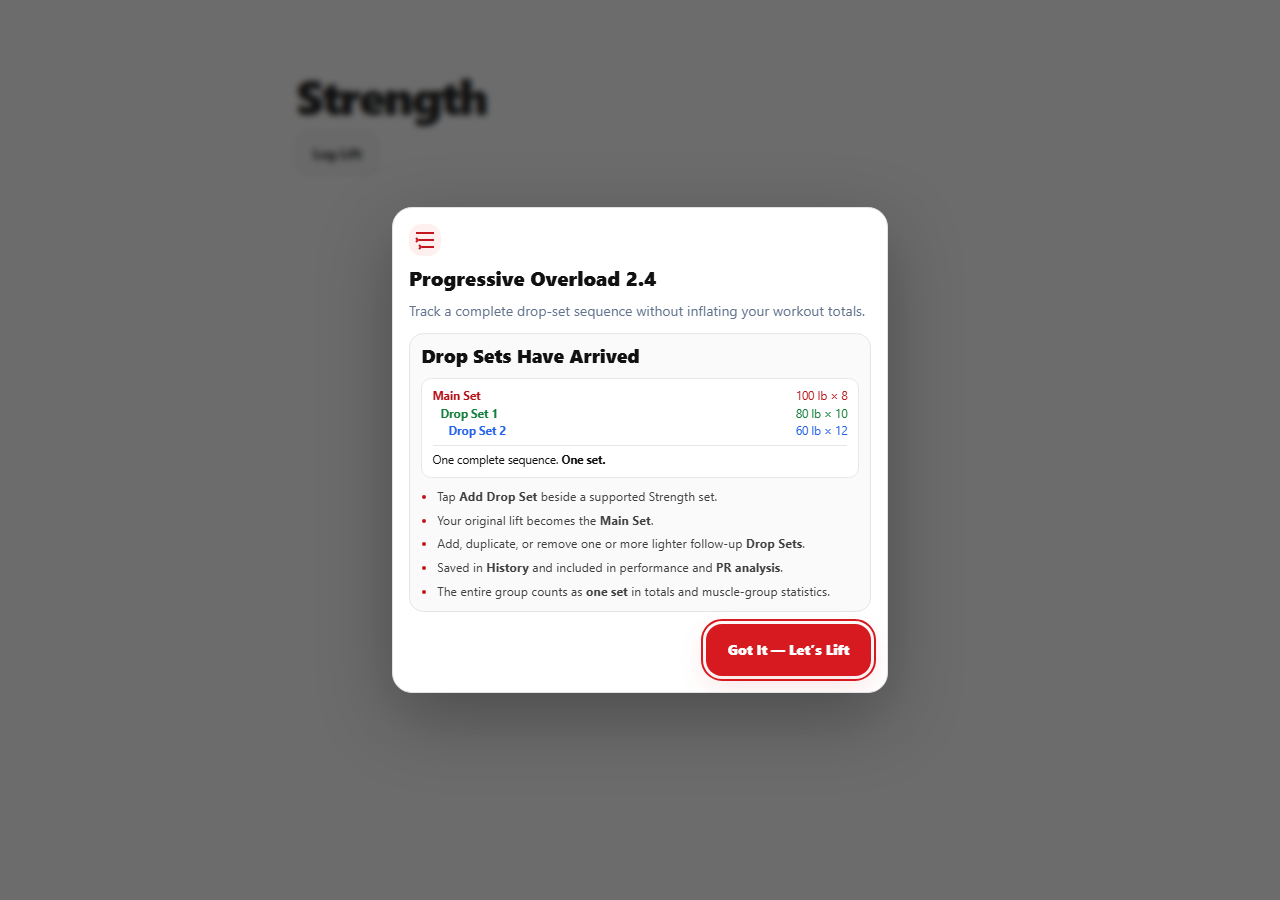 Strength
Log Lift
Progressive Overload 2.4
Track a complete drop-set sequence without inflating your workout totals.
Drop Sets Have Arrived
Main Set 100 lb × 8
Drop Set 1 80 lb × 10
Drop Set 2 60 lb × 12
One complete sequence. One set.
• Tap Add Drop Set beside a supported Strength set.
• Your original lift becomes the Main Set.
• Add, duplicate, or remove one or more lighter follow-up Drop Sets.
• Saved in History and included in performance and PR analysis.
• The entire group counts as one set in totals and muscle-group statistics.
Got It — Let's Lift